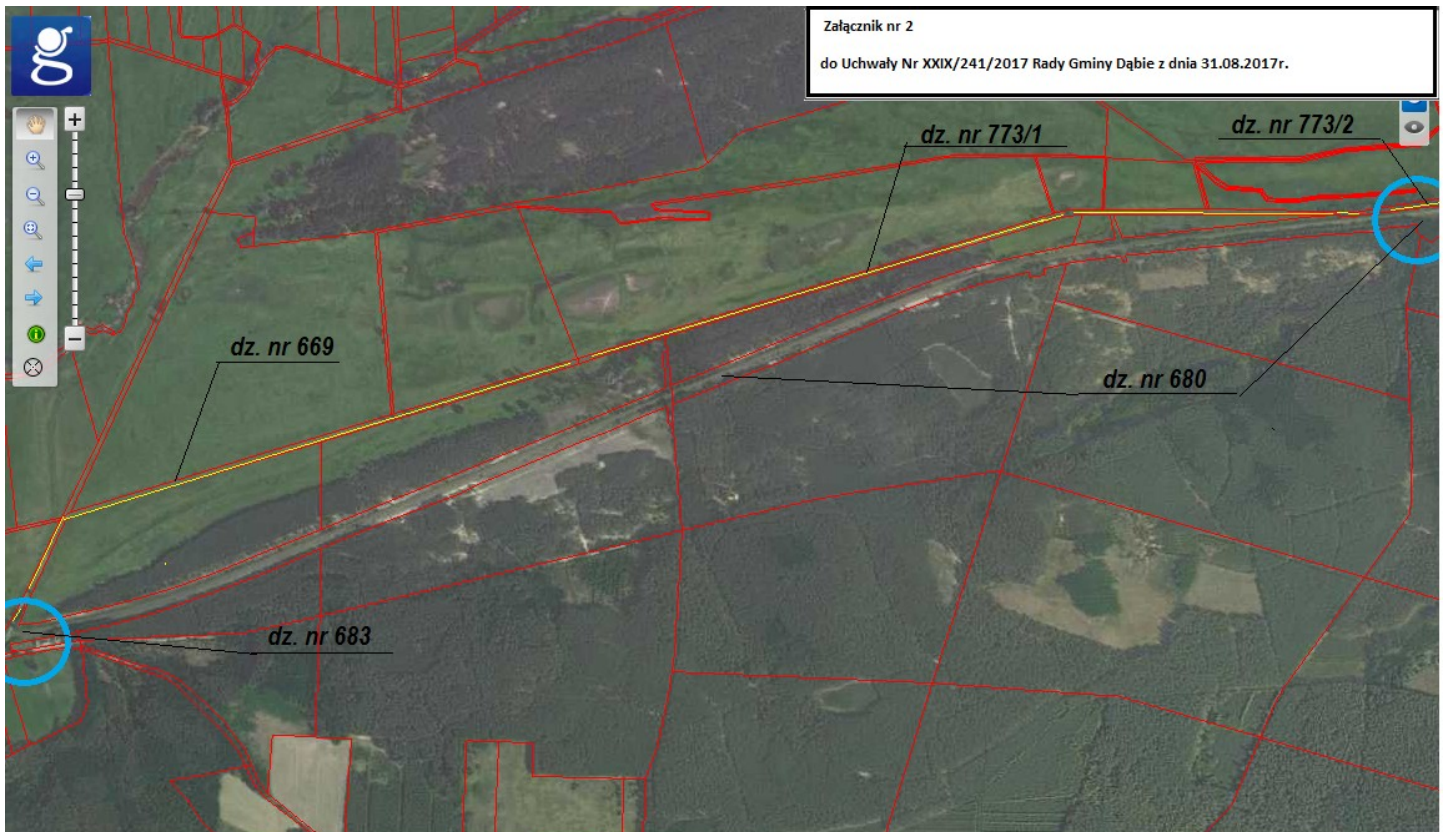 g
Załącznik nr 2
do Uchwały Nr XXIX/241/2017 Rady Gminy Dąbie z dnia 31.08.2017r.
dz. nr 773/1
dz. nr 773/2
dz. nr 669
dz. nr 680
dz. nr 683